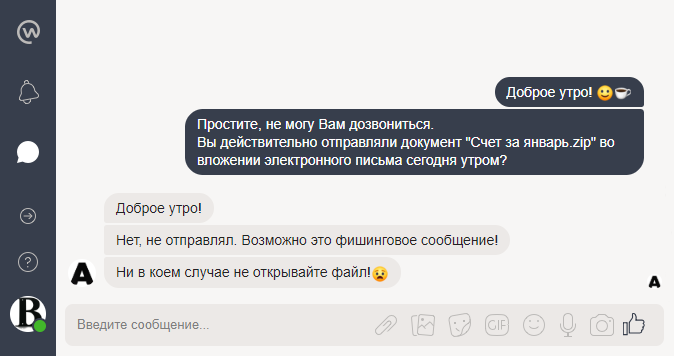 Доброе утро! 🙂☕
Простите, не могу Вам дозвониться.
Вы действительно отправляли документ "Счет за январь.zip" во
вложении электронного письма сегодня утром?
Доброе утро!
Нет, не отправлял. Возможно это фишинговое сообщение!
Ни в коем случае не открывайте файл!😧
A
A
B
Введите сообщение...
GIF